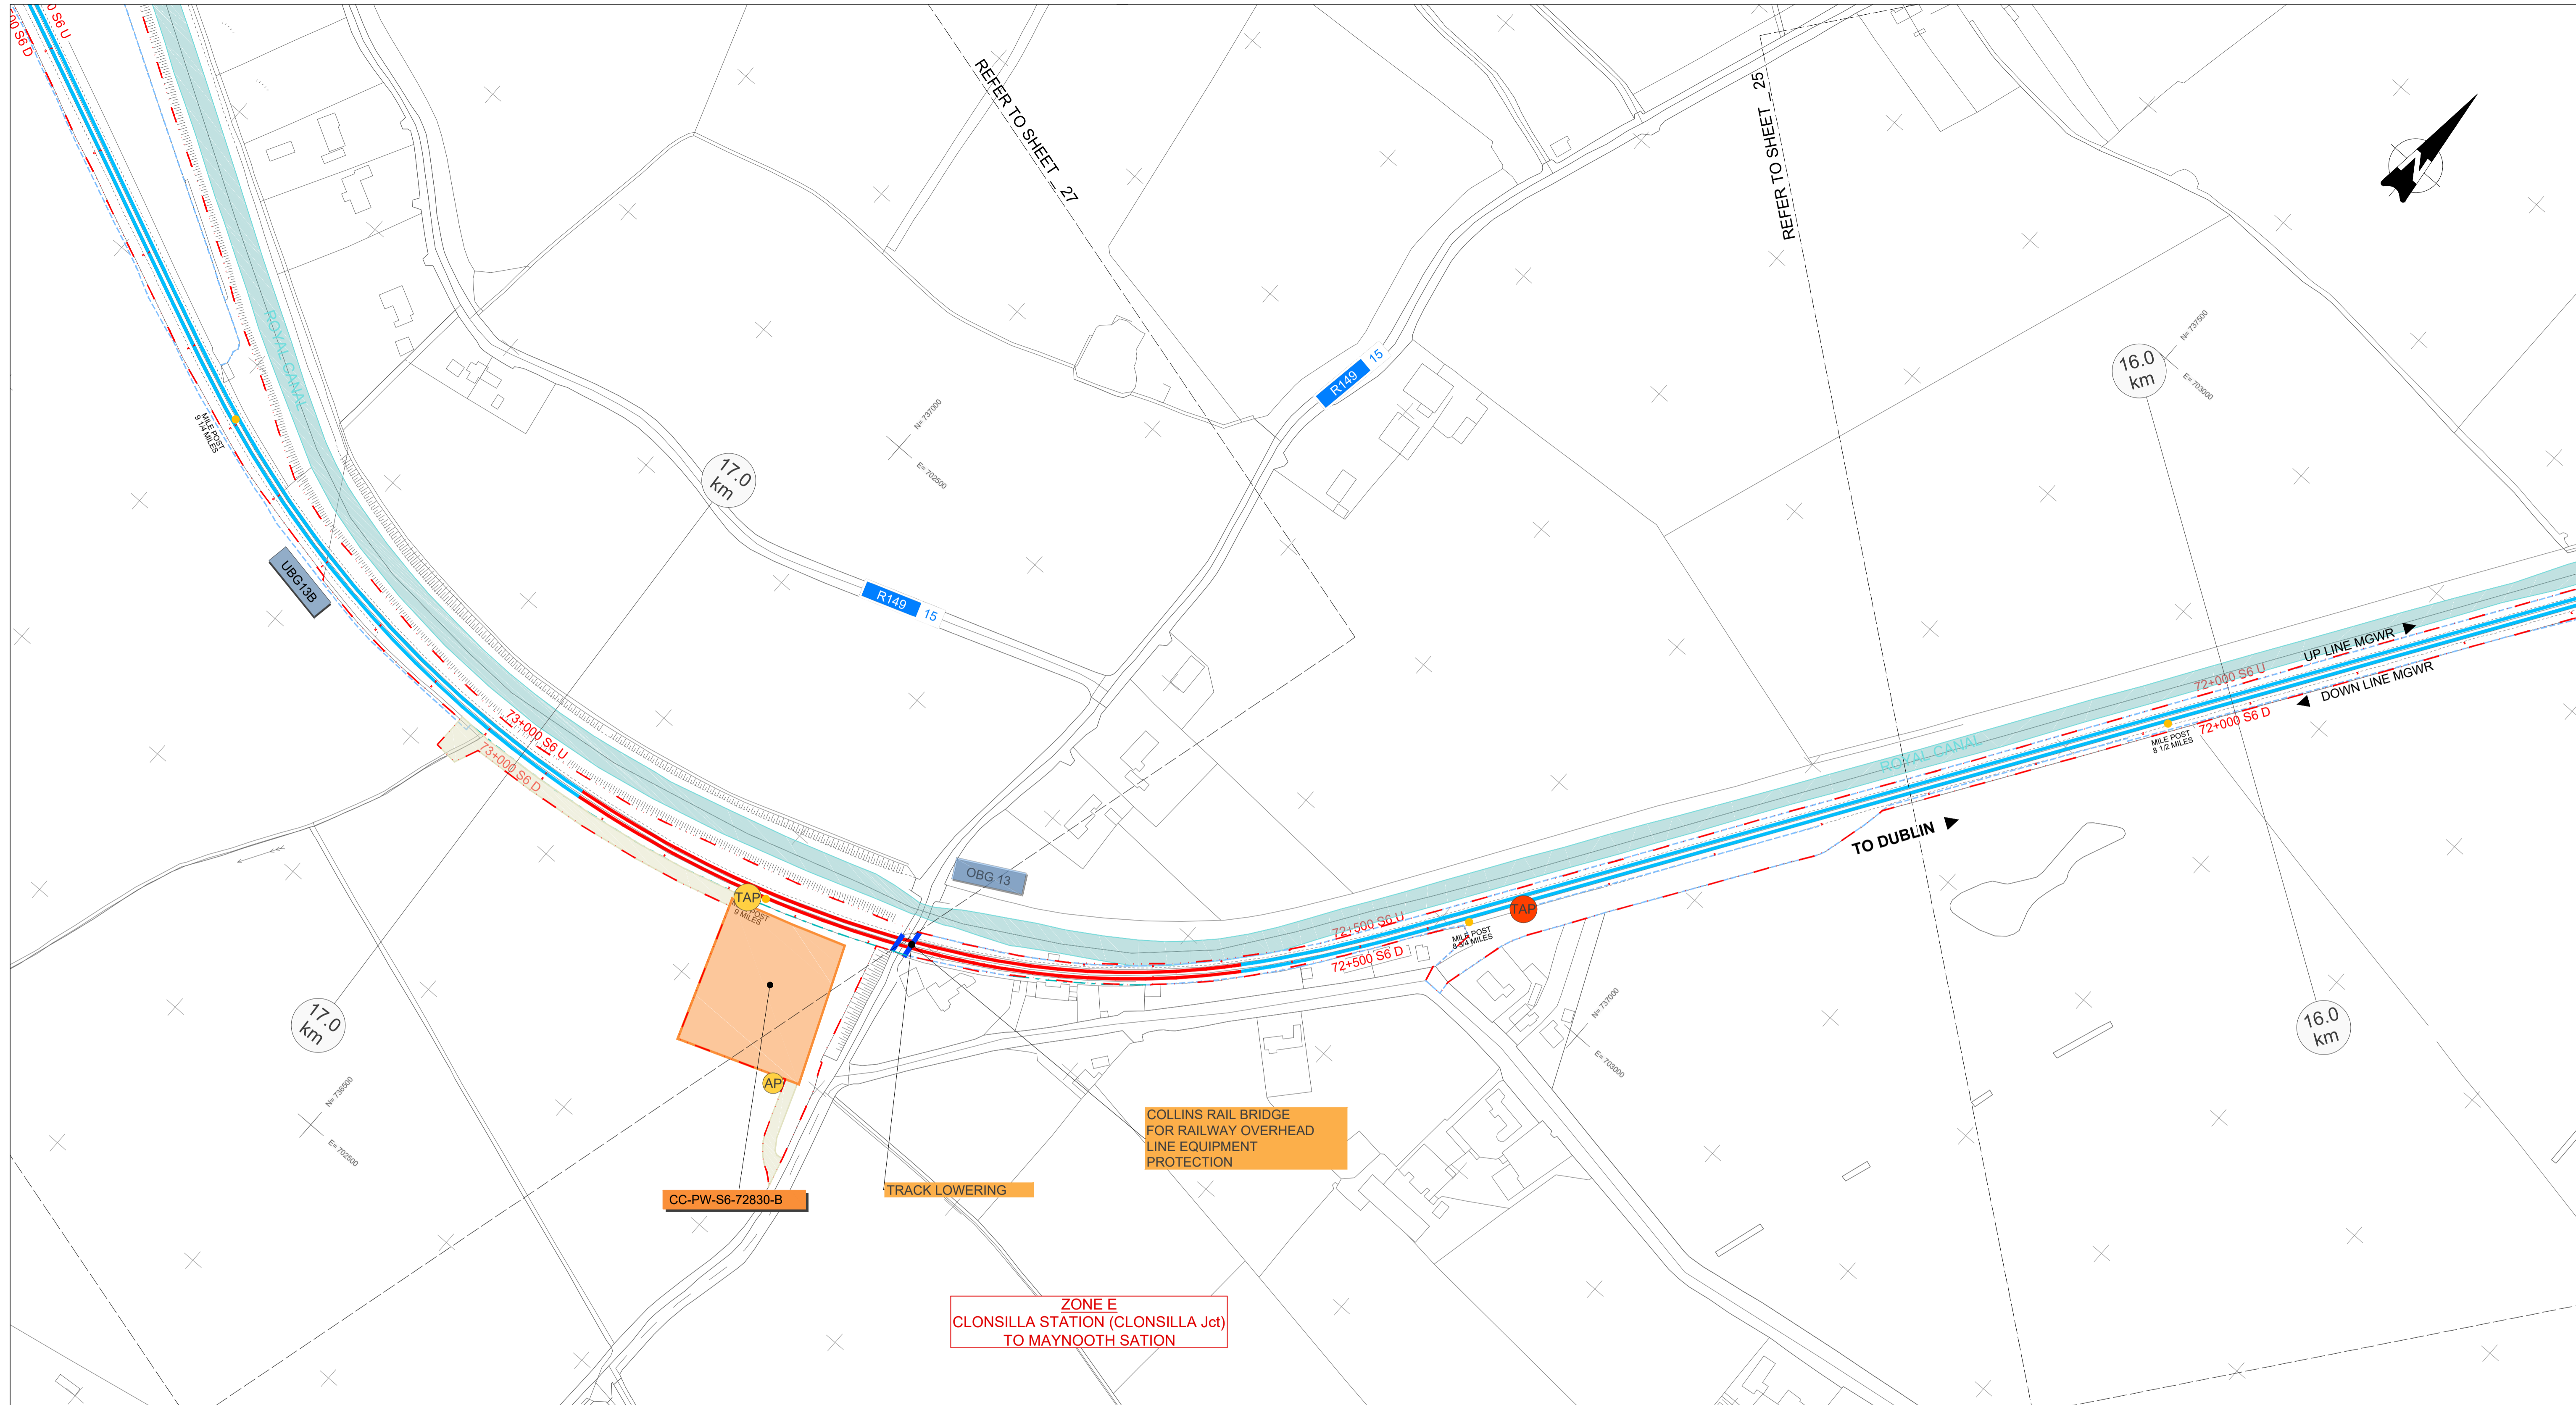 00 S6 D
0 S6 U
REFER TO SHEET _ 27
REFER TO SHEET _ 25
N
ROYAL CANAL
MILE POST
9 1/4 MILES
R149 15
16.0
km
N= 737500
E= 703000
N= 737000
E= 702500
17.0
km
UBG13B
R149 15
UP LINE MGWR
DOWN LINE MGWR
72+000 S6 U
72+000 S6 D
MILE POST
8 1/2 MILES
73+000 S6 U
73+000 S6 D
ROYAL CANAL
TO DUBLIN
OBG 13
TAP
POST
9 MILES
72+500 S6 U
72+500 S6 D
MILE POST
8 3/4 MILES
TAP
17.0
km
16.0
km
N= 737000
E= 703000
N= 736500
E= 702500
AP
COLLINS RAIL BRIDGE
FOR RAILWAY OVERHEAD
LINE EQUIPMENT
PROTECTION
CC-PW-S6-72830-B
TRACK LOWERING
ZONE E
CLONSILLA STATION (CLONSILLA Jct)
TO MAYNOOTH SATION